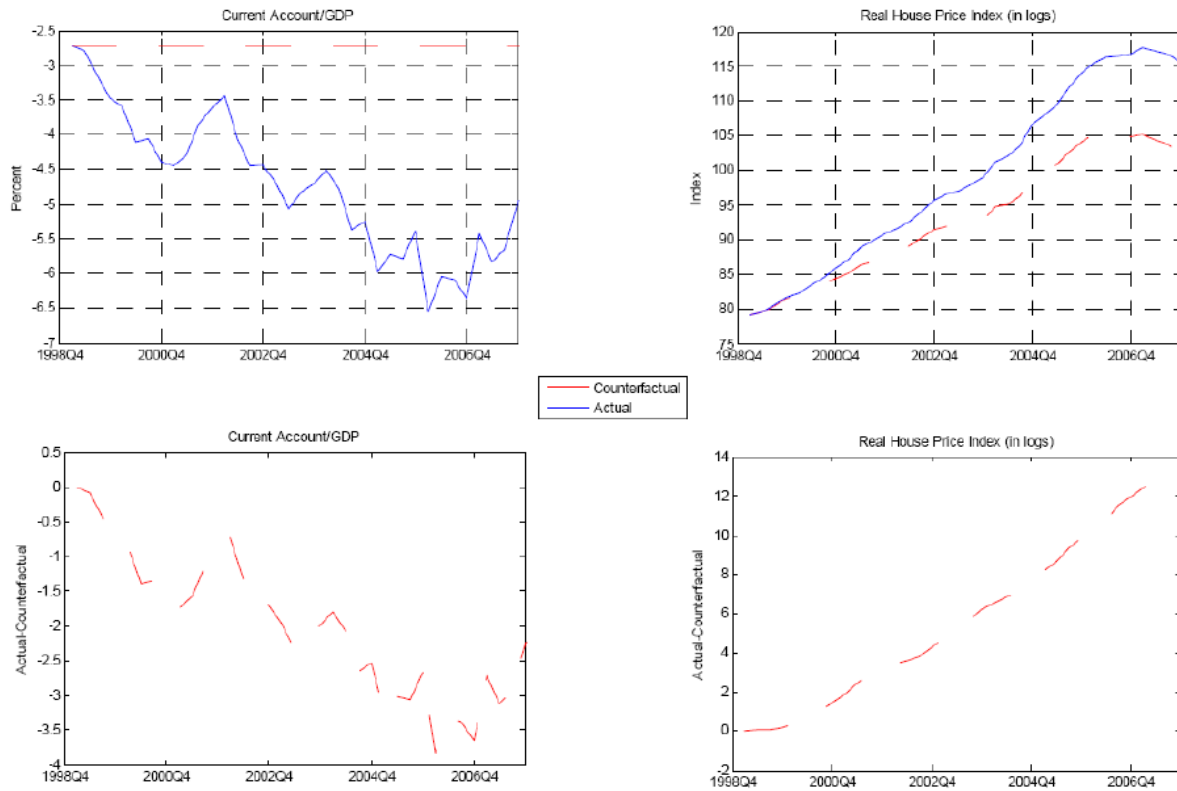 Current Account/GDP
-2.5
-3
-3.5
-4
-4.5
-5
-5.5
-6
-6.5
-7
Percent
1998Q4 2000Q4 2002Q4 2004Q4 2006Q4
Real House Price Index (in logs)
120
115
110
105
100
95
90
85
80
75
Index
1998Q4 2000Q4 2002Q4 2004Q4 2006Q4
Counterfactual
Actual
Current Account/GDP
0.5
0
-0.5
-1
-1.5
-2
-2.5
-3
-3.5
-4
Actual-Counterfactual
1998Q4 2000Q4 2002Q4 2004Q4 2006Q4
Real House Price Index (in logs)
14
12
10
8
6
4
2
0
-2
Actual-Counterfactual
1998Q4 2000Q4 2002Q4 2004Q4 2006Q4